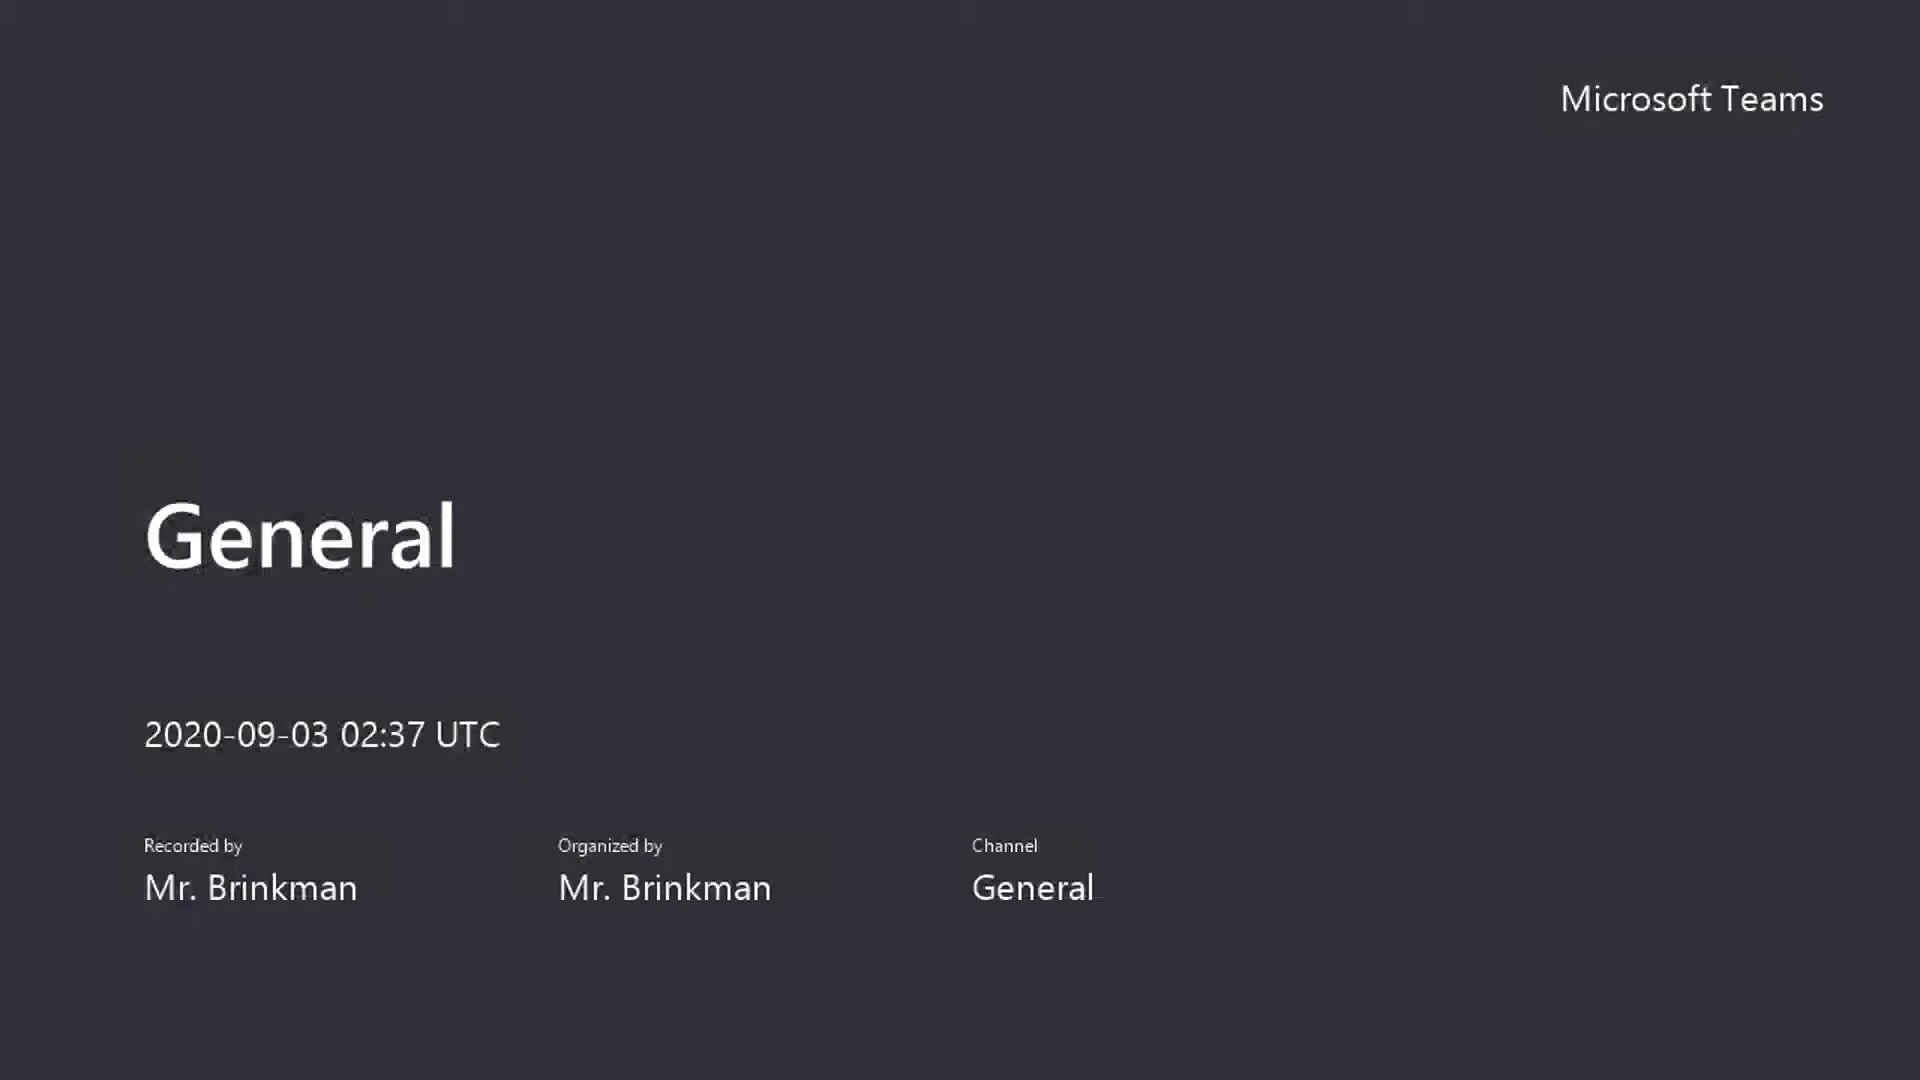 Microsoft Teams
General
2020-09-03 02:37 UTC
Recorded by
Mr. Brinkman
Organized by
Mr. Brinkman
Channel
General